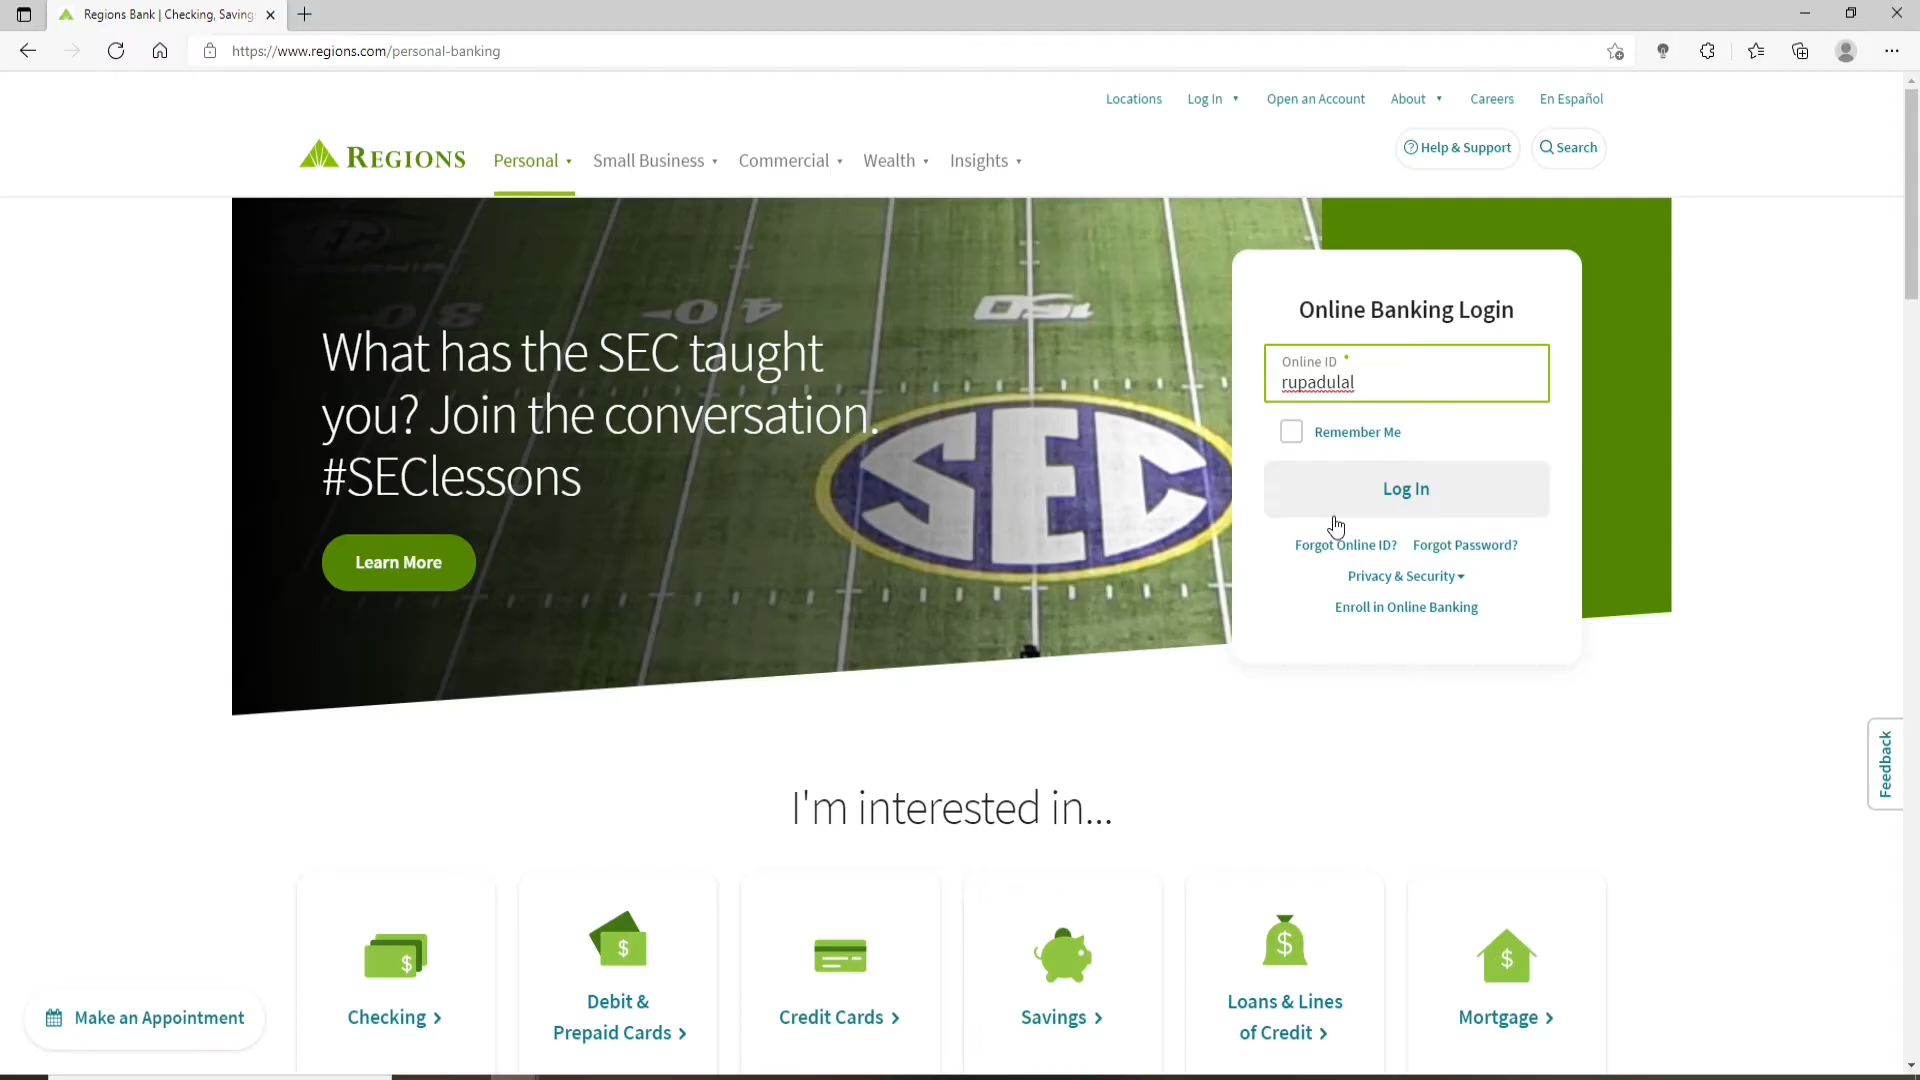 Regions Bank | Checking, Saving
https://www.regions.com/personal-banking
Locations
Log In
Open an Account
About
Careers
En Español
REGIONS
Personal
Small Business
Commercial
Wealth
Insights
Help & Support
Search
What has the SEC taught
you? Join the conversation.
#SEClessons
Learn More
40
50
SEC
Online Banking Login
Online ID
rupadulal
Remember Me
Log In
Forgot Online ID?
Forgot Password?
Privacy & Security
Enroll in Online Banking
Feedback
I'm interested in...
Checking
Debit &
Prepaid Cards
Credit Cards
Savings
Loans & Lines
of Credit
Mortgage
Make an Appointment